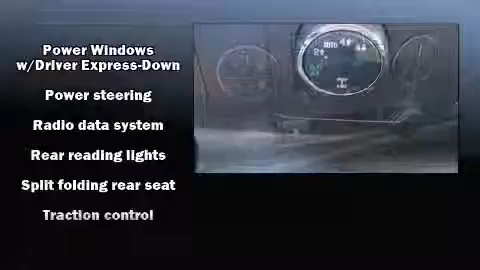 Power Windows
w/Driver Express-Down
Power steering
Radio data system
Rear reading lights
Split folding rear seat
Traction control
AUTO